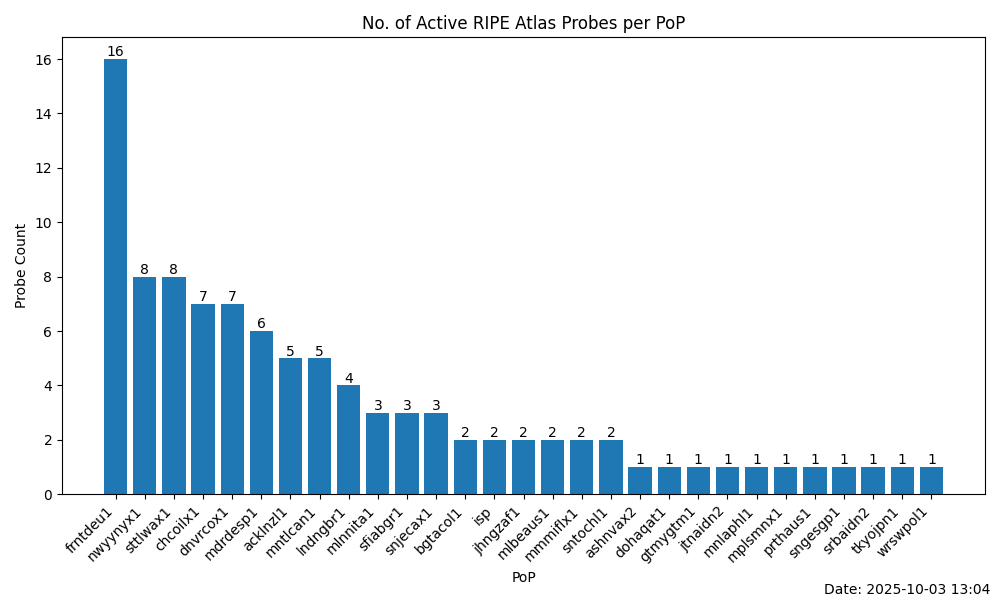 No. of Active RIPE Atlas Probes per PoP
Probe Count
16
14
12
10
8
6
4
2
0
16
8
8
7
7
6
5
5
4
3
3
3
2
2
2
2
2
2
1
1
1
1
1
1
1
1
1
1
1
frntdeu1
nwyynyx1
sttlwax1
chcoilx1
dnvrcox1
mdrdesp1
acklnzl1
mntlcan1
lndngbr1
mlnnita1
sfiabgr1
snjecax1
bgtacol1
isp
jhngzaf1
mlbeaus1
mmmiflx1
sntochl1
ashnvax2
dohaqat1
gtmygtm1
jtnaidn2
mnlaphl1
mplsmnx1
prthaus1
sngesgp1
srbaidn2
tkyojpn1
wrswpol1
PoP
Date: 2025-10-03 13:04